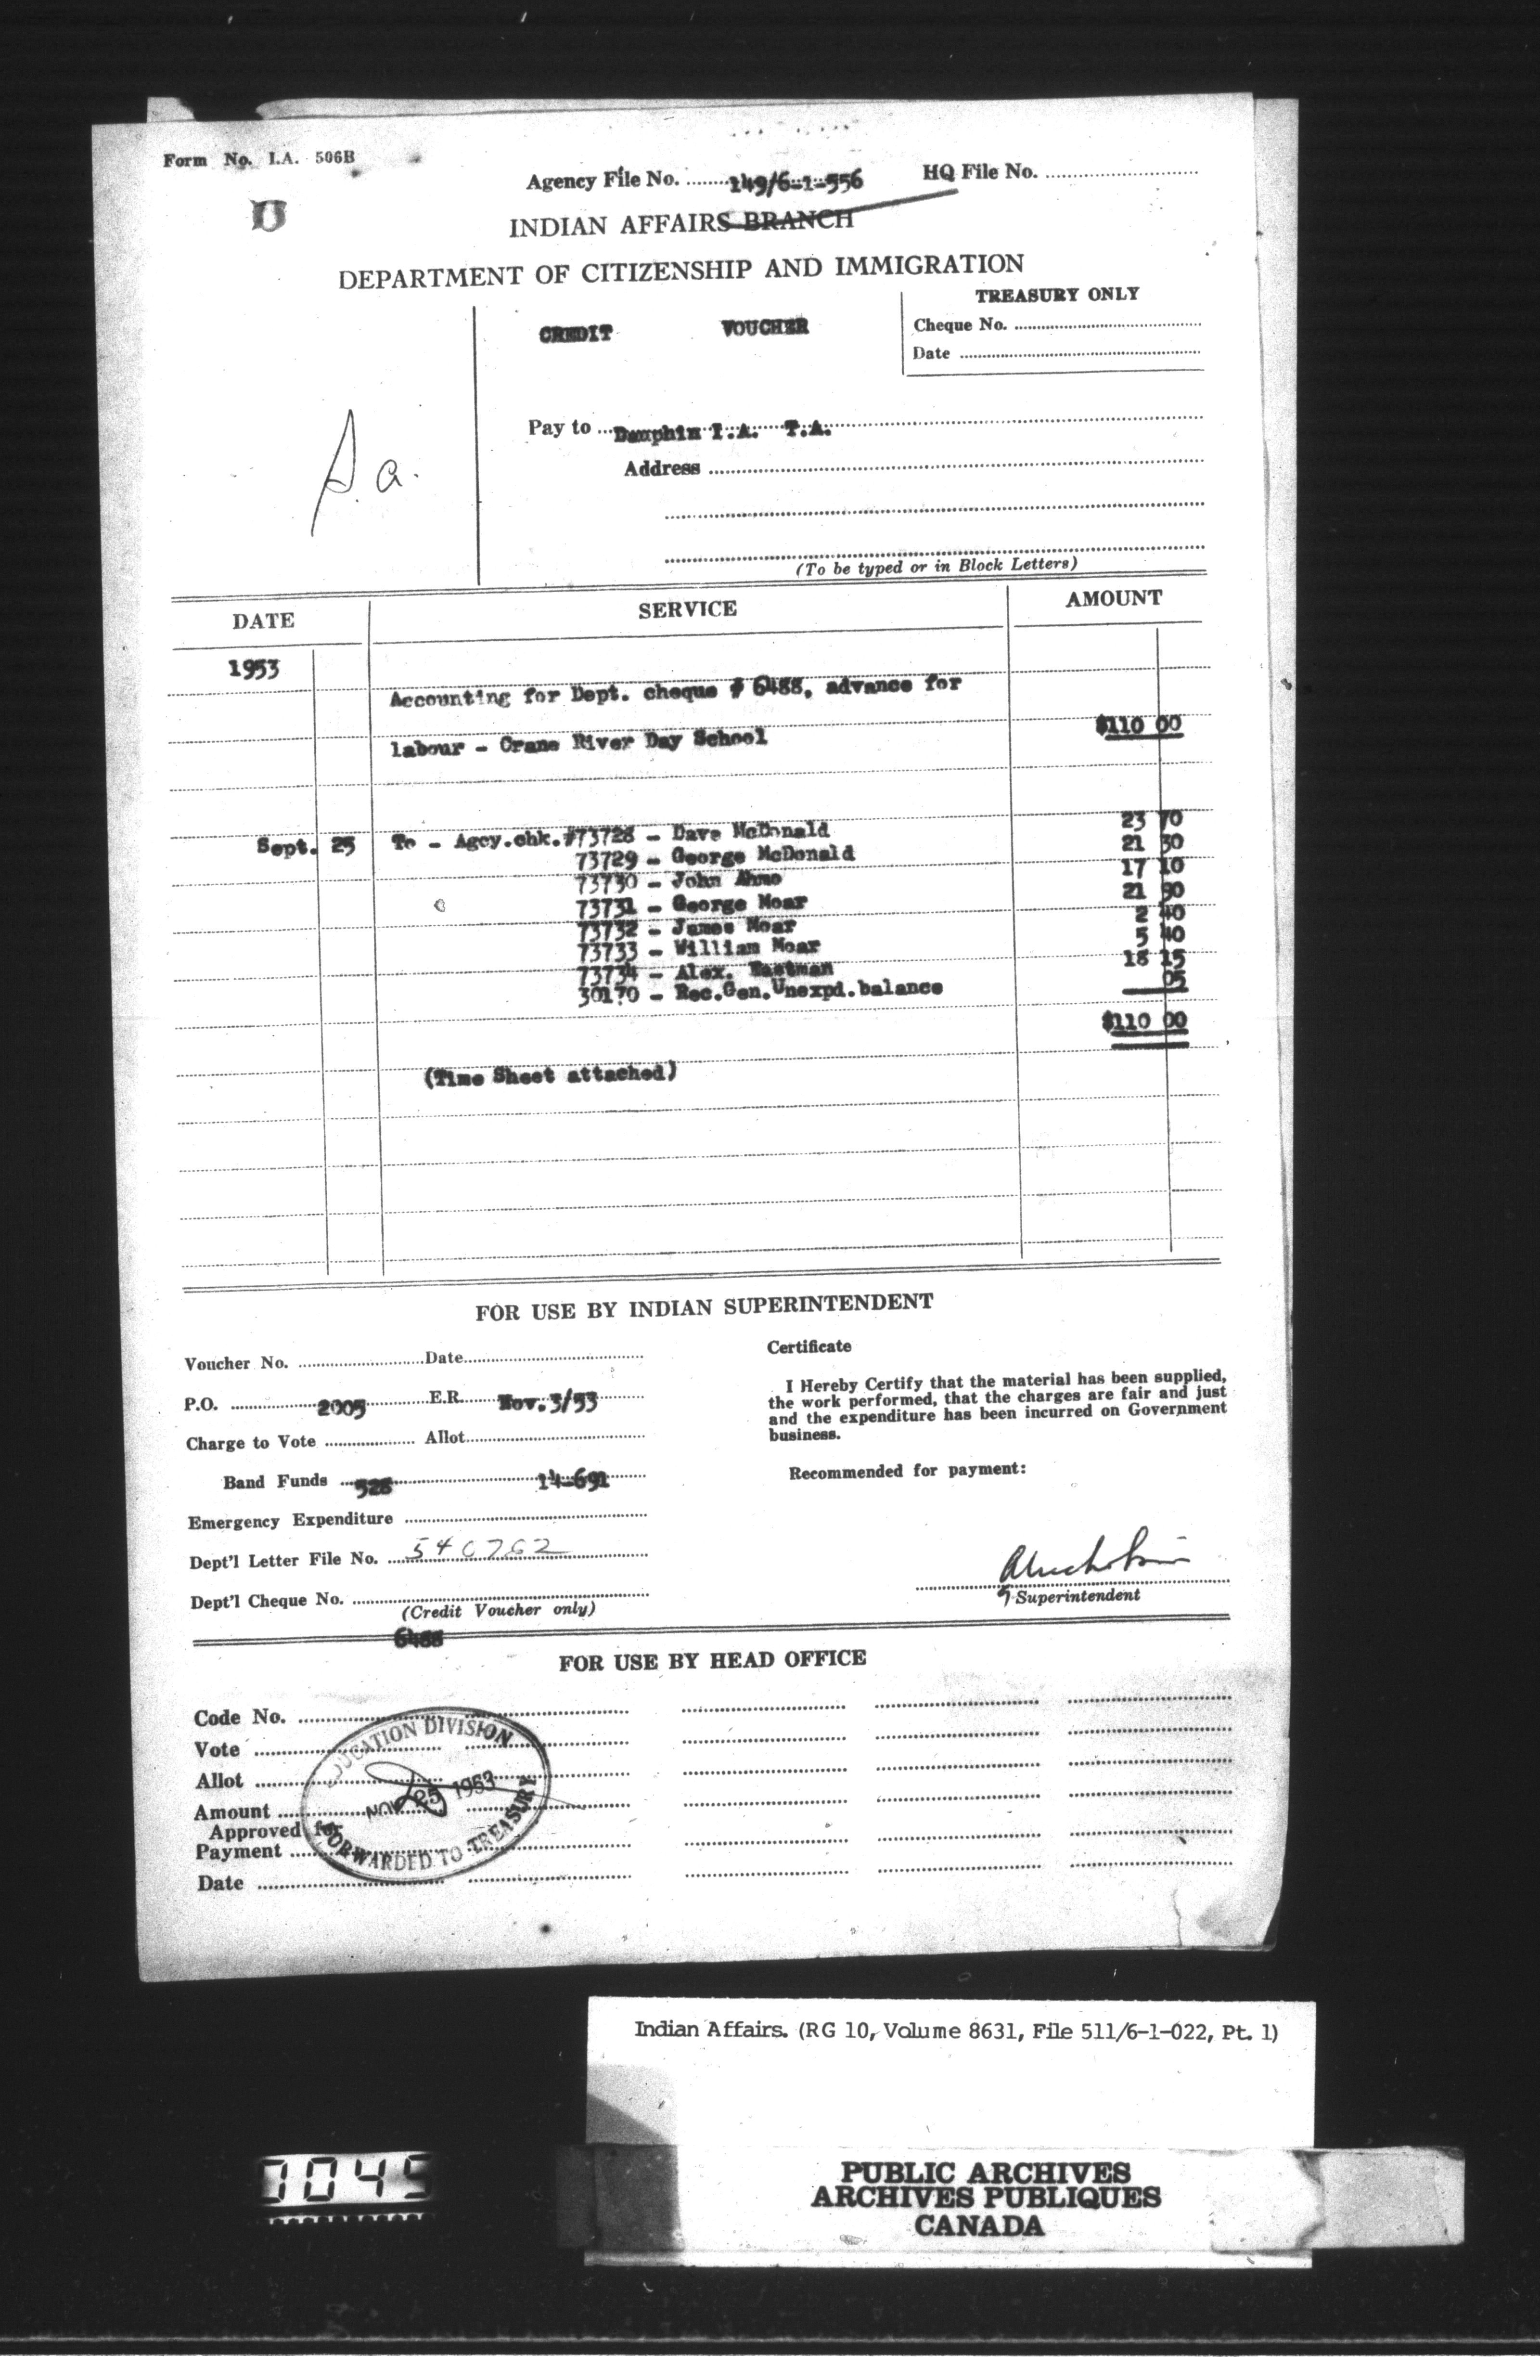 Form No. I.A. 506B
Agency File No. 149/6-1-556 HQ File No.
INDIAN AFFAIRS BRANCH
DEPARTMENT OF CITIZENSHIP AND IMMIGRATION
TREASURY ONLY
CREDIT VOUCHER
Cheque No.
Date
Pay to Dauphin I.A. T.A.
S.a.
Address
(To be typed or in Block Letters)
DATE SERVICE AMOUNT
1953
Accounting for Dept. cheque # 6488, advance for
labour - Crane River Day School $110 00
Sept. 25 To - Agcy.chk.#73728 - Dave McDonald 23 70
73729 - George McDonald 21 30
73730 - John Ahmo 17 10
73731 - George Moar 21 90
73732 - James Moar 2 40
73733 - William Moar 5 40
73734 - Alex. Eastman 18 15
30170 - Rec.Gen.Unexpd.balance 05
$110 00
(Time Sheet attached)
FOR USE BY INDIAN SUPERINTENDENT
Voucher No. Date
Certificate
I Hereby Certify that the material has been supplied,
the work performed, that the charges are fair and just
and the expenditure has been incurred on Government
business.
P.O. 2005 E.R. Nov. 3/53
Charge to Vote Allot.
Recommended for payment:
Band Funds 528 14-691
Emergency Expenditure
Dept'l Letter File No. 540762
Superintendent
Dept'l Cheque No.
(Credit Voucher only)
6488
FOR USE BY HEAD OFFICE
Code No.
Vote
Allot
Amount
Approved for
Payment
Date
EDUCATION DIVISION
NOV 25 1953
FORWARDED TO TREASURY
Indian Affairs. (RG 10, Volume 8631, File 511/6-1-022, Pt. 1)
0045
PUBLIC ARCHIVES
ARCHIVES PUBLIQUES
CANADA